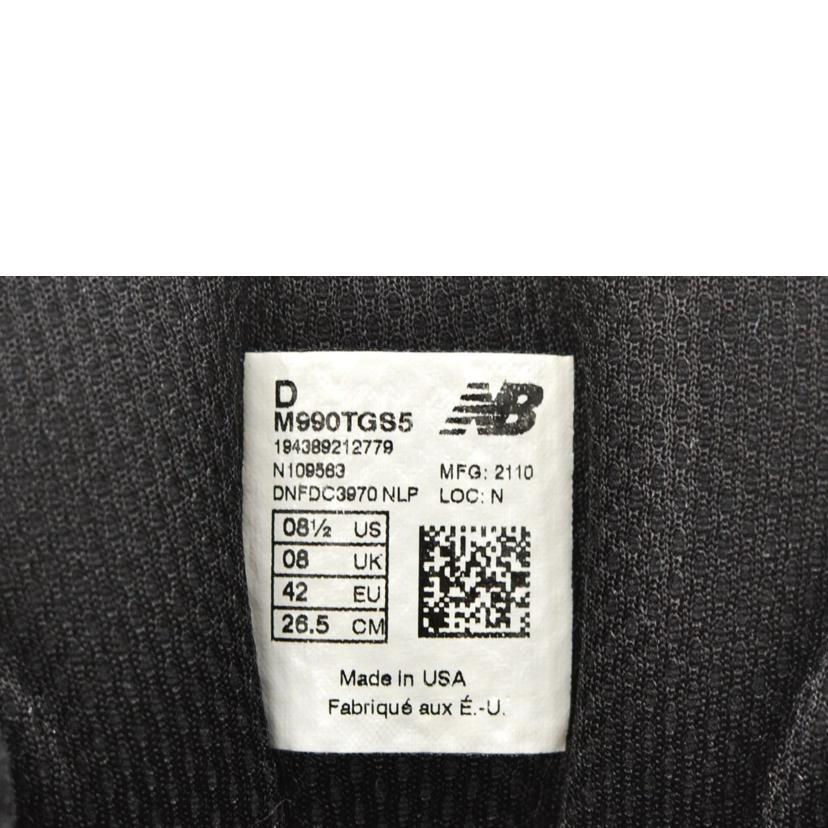 D
NB
M990TGS5
194389212779
N109563
MFG: 2110
DNFDC3970 NLP LOC: N
08½ US
08 UK
42 EU
26.5 CM
Made in USA
Fabriqué aux É.-U.